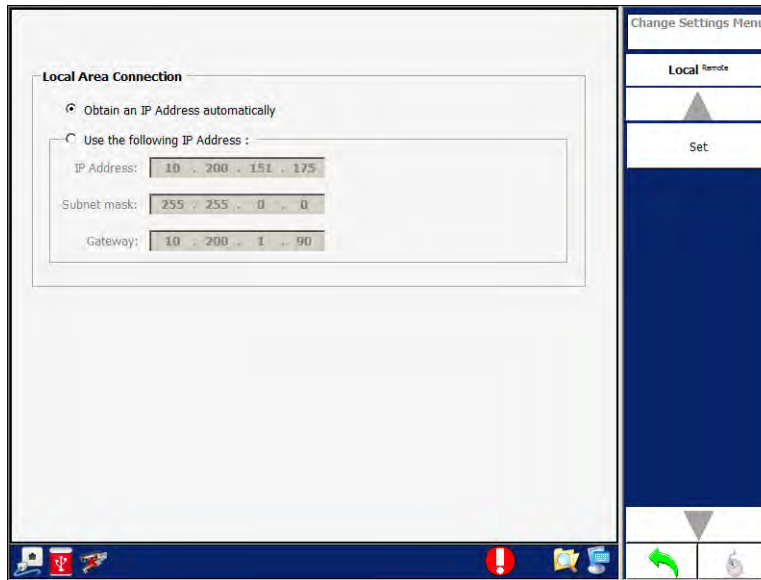 Change Settings Menu
Local Remote
Set
Local Area Connection
Obtain an IP Address automatically
Use the following IP Address :
IP Address: 10 . 200 . 151 . 175
Subnet mask: 255 . 255 . 0 . 0
Gateway: 10 . 200 . 1 . 90